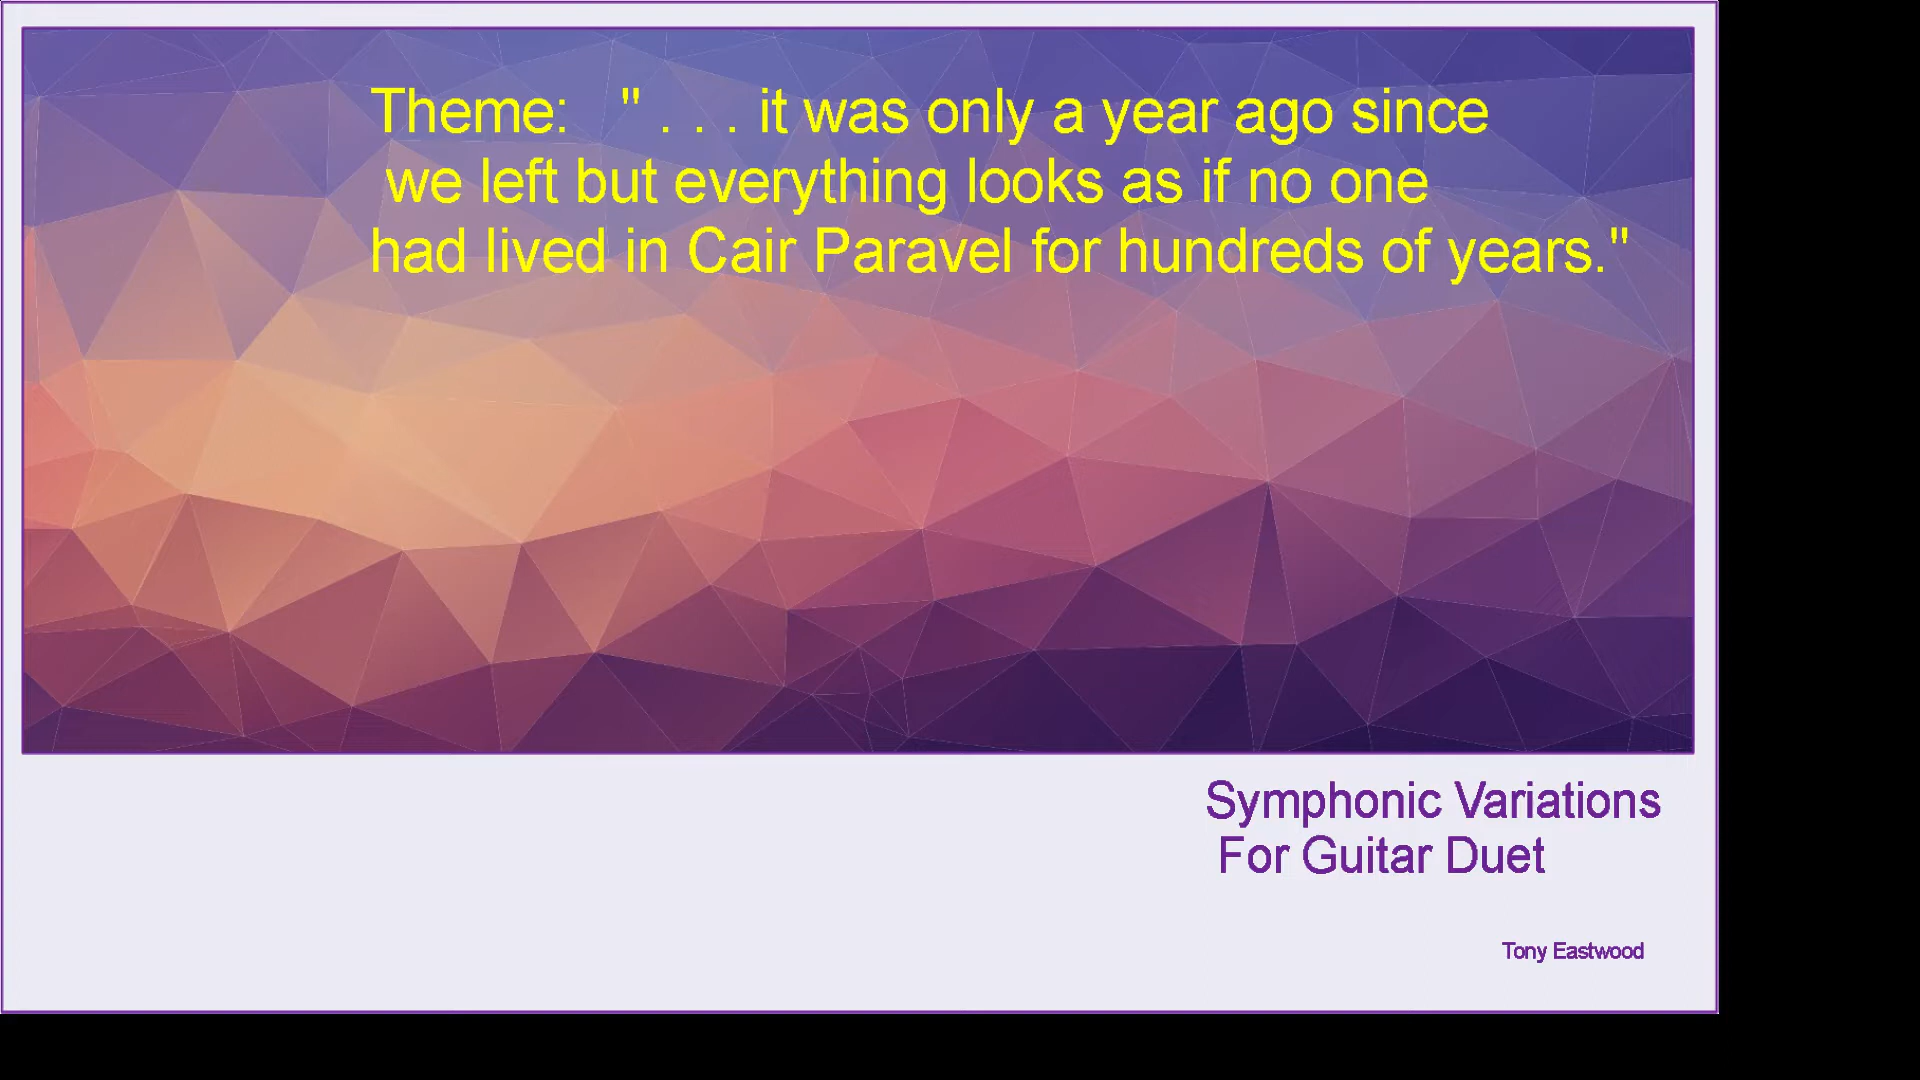 Theme: " . . . it was only a year ago since
we left but everything looks as if no one
had lived in Cair Paravel for hundreds of years."
Symphonic Variations
For Guitar Duet
Tony Eastwood